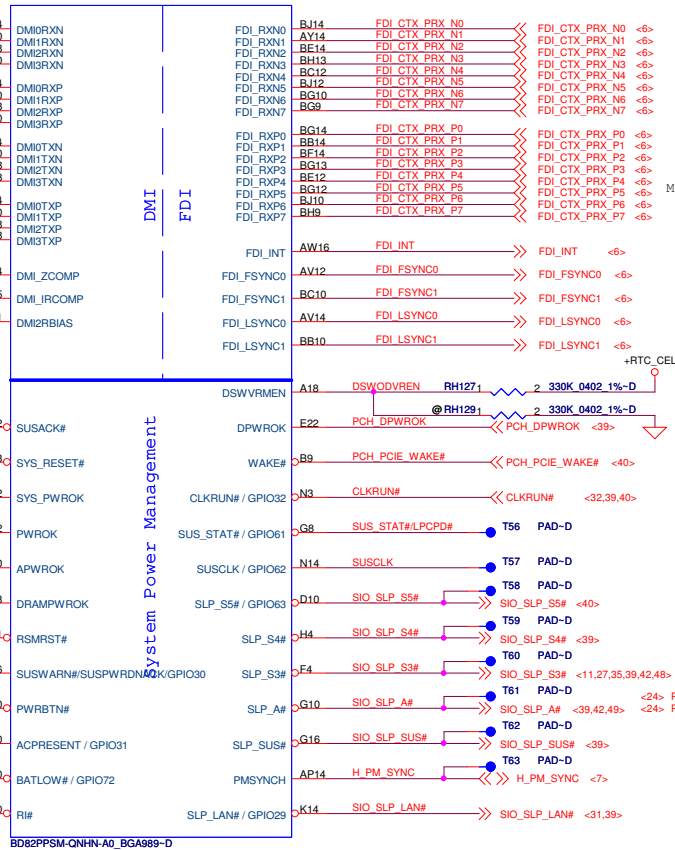 DMI0RXN FDI_RXN0 BJ14 FDI_CTX_PRX_N0 FDI_CTX_PRX_N0 <6>
DMI1RXN FDI_RXN1 AY14 FDI_CTX_PRX_N1 FDI_CTX_PRX_N1 <6>
DMI2RXN FDI_RXN2 BE14 FDI_CTX_PRX_N2 FDI_CTX_PRX_N2 <6>
DMI3RXN FDI_RXN3 BH13 FDI_CTX_PRX_N3 FDI_CTX_PRX_N3 <6>
FDI_RXN4 BC12 FDI_CTX_PRX_N4 FDI_CTX_PRX_N4 <6>
DMI0RXP FDI_RXN5 BJ12 FDI_CTX_PRX_N5 FDI_CTX_PRX_N5 <6>
DMI1RXP FDI_RXN6 BG10 FDI_CTX_PRX_N6 FDI_CTX_PRX_N6 <6>
DMI2RXP FDI_RXN7 BG9 FDI_CTX_PRX_N7 FDI_CTX_PRX_N7 <6>
DMI3RXP
FDI_RXP0 BG14 FDI_CTX_PRX_P0 FDI_CTX_PRX_P0 <6>
DMI0TXN FDI_RXP1 BB14 FDI_CTX_PRX_P1 FDI_CTX_PRX_P1 <6>
DMI1TXN FDI_RXP2 BF14 FDI_CTX_PRX_P2 FDI_CTX_PRX_P2 <6>
DMI2TXN FDI_RXP3 BG13 FDI_CTX_PRX_P3 FDI_CTX_PRX_P3 <6>
DMI3TXN FDI_RXP4 BE12 FDI_CTX_PRX_P4 FDI_CTX_PRX_P4 <6>
FDI_RXP5 BG12 FDI_CTX_PRX_P5 FDI_CTX_PRX_P5 <6> M
DMI0TXP FDI_RXP6 BJ10 FDI_CTX_PRX_P6 FDI_CTX_PRX_P6 <6>
DMI1TXP FDI_RXP7 BH9 FDI_CTX_PRX_P7 FDI_CTX_PRX_P7 <6>
DMI2TXP
DMI3TXP
DMI
FDI
FDI_INT AW16 FDI_INT FDI_INT <6>
DMI_ZCOMP FDI_FSYNC0 AV12 FDI_FSYNC0 FDI_FSYNC0 <6>
DMI_IRCOMP FDI_FSYNC1 BC10 FDI_FSYNC1 FDI_FSYNC1 <6>
DMI2RBIAS FDI_LSYNC0 AV14 FDI_LSYNC0 FDI_LSYNC0 <6>
FDI_LSYNC1 BB10 FDI_LSYNC1 FDI_LSYNC1 <6>
+RTC_CEL
DSWVRMEN A18 DSWODVREN RH127 1 2 330K_0402_1%~D
@RH129 1 2 330K_0402_1%~D
System Power Management
SUSACK# DPWROK E22 PCH_DPWROK PCH_DPWROK <39>
SYS_RESET# WAKE# B9 PCH_PCIE_WAKE# PCH_PCIE_WAKE# <40>
SYS_PWROK CLKRUN# / GPIO32 N3 CLKRUN# CLKRUN# <32,39,40>
PWROK SUS_STAT# / GPIO61 G8 SUS_STAT#/LPCPD# T56 PAD~D
APWROK SUSCLK / GPIO62 N14 SUSCLK T57 PAD~D
T58 PAD~D
DRAMPWROK SLP_S5# / GPIO63 D10 SIO_SLP_S5# SIO_SLP_S5# <40>
T59 PAD~D
RSMRST# SLP_S4# H4 SIO_SLP_S4# SIO_SLP_S4# <39>
T60 PAD~D
SUSWARN#/SUSPWRDNACK/GPIO30 SLP_S3# F4 SIO_SLP_S3# SIO_SLP_S3# <11,27,35,39,42,48>
T61 PAD~D <24>
PWRBTN# SLP_A# G10 SIO_SLP_A# SIO_SLP_A# <39,42,49> <24>
T62 PAD~D
ACPRESENT / GPIO31 SLP_SUS# G16 SIO_SLP_SUS# SIO_SLP_SUS# <39>
T63 PAD~D
BATLOW# / GPIO72 PMSYNCH AP14 H_PM_SYNC H_PM_SYNC <7>
RI# SLP_LAN# / GPIO29 K14 SIO_SLP_LAN# SIO_SLP_LAN# <31,39>
BD82PPSM-QNHN-A0_BGA989~D